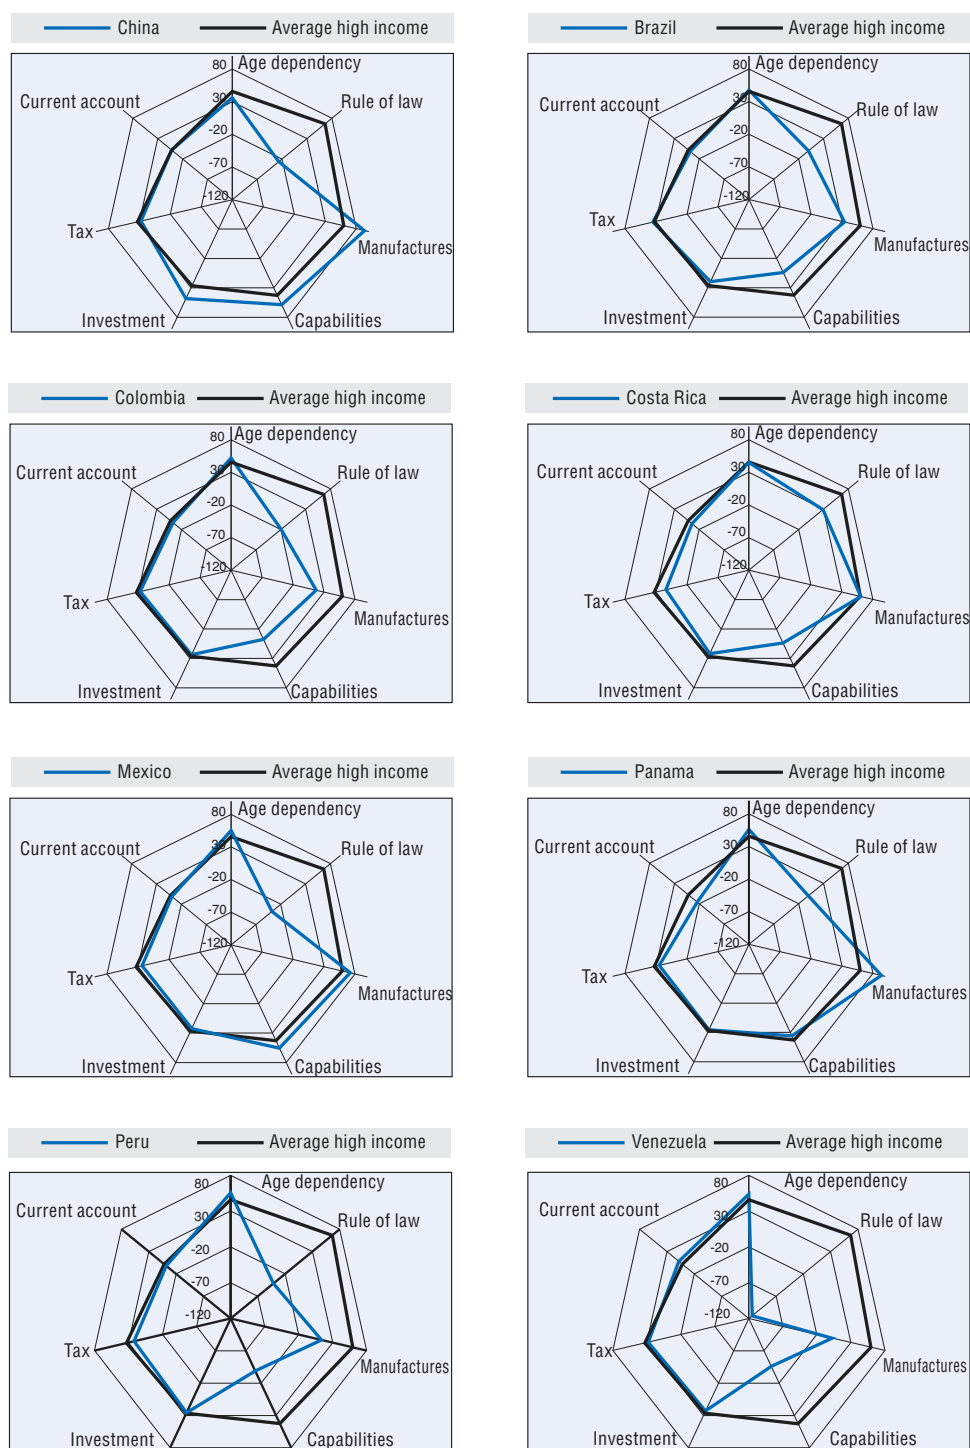 China Average high income
80 Age dependency
Current account 30 Rule of law
-20
-70
-120
Tax Manufactures
Investment Capabilities
Brazil Average high income
80 Age dependency
Current account 30 Rule of law
-20
-70
-120
Tax Manufactures
Investment Capabilities
Colombia Average high income
80 Age dependency
Current account 30 Rule of law
-20
-70
-120
Tax Manufactures
Investment Capabilities
Costa Rica Average high income
80 Age dependency
Current account 30 Rule of law
-20
-70
-120
Tax Manufactures
Investment Capabilities
Mexico Average high income
80 Age dependency
Current account 30 Rule of law
-20
-70
-120
Tax Manufactures
Investment Capabilities
Panama Average high income
80 Age dependency
Current account 30 Rule of law
-20
-70
-120
Tax Manufactures
Investment Capabilities
Peru Average high income
80 Age dependency
Current account 30 Rule of law
-20
-70
-120
Tax Manufactures
Investment Capabilities
Venezuela Average high income
80 Age dependency
Current account 30 Rule of law
-20
-70
-120
Tax Manufactures
Investment Capabilities